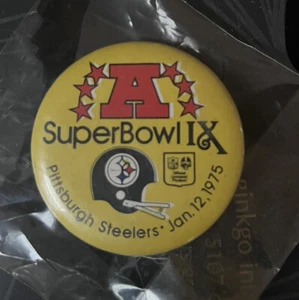 A
SuperBowl IX
Pittsburgh Steelers • Jan. 12, 1975